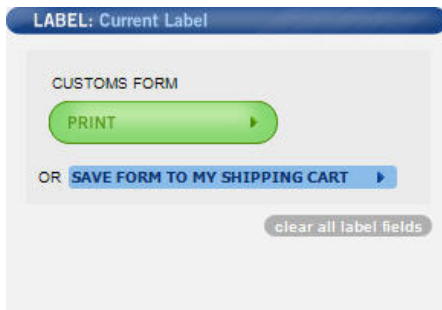 LABEL: Current Label
CUSTOMS FORM
PRINT
OR SAVE FORM TO MY SHIPPING CART
clear all label fields